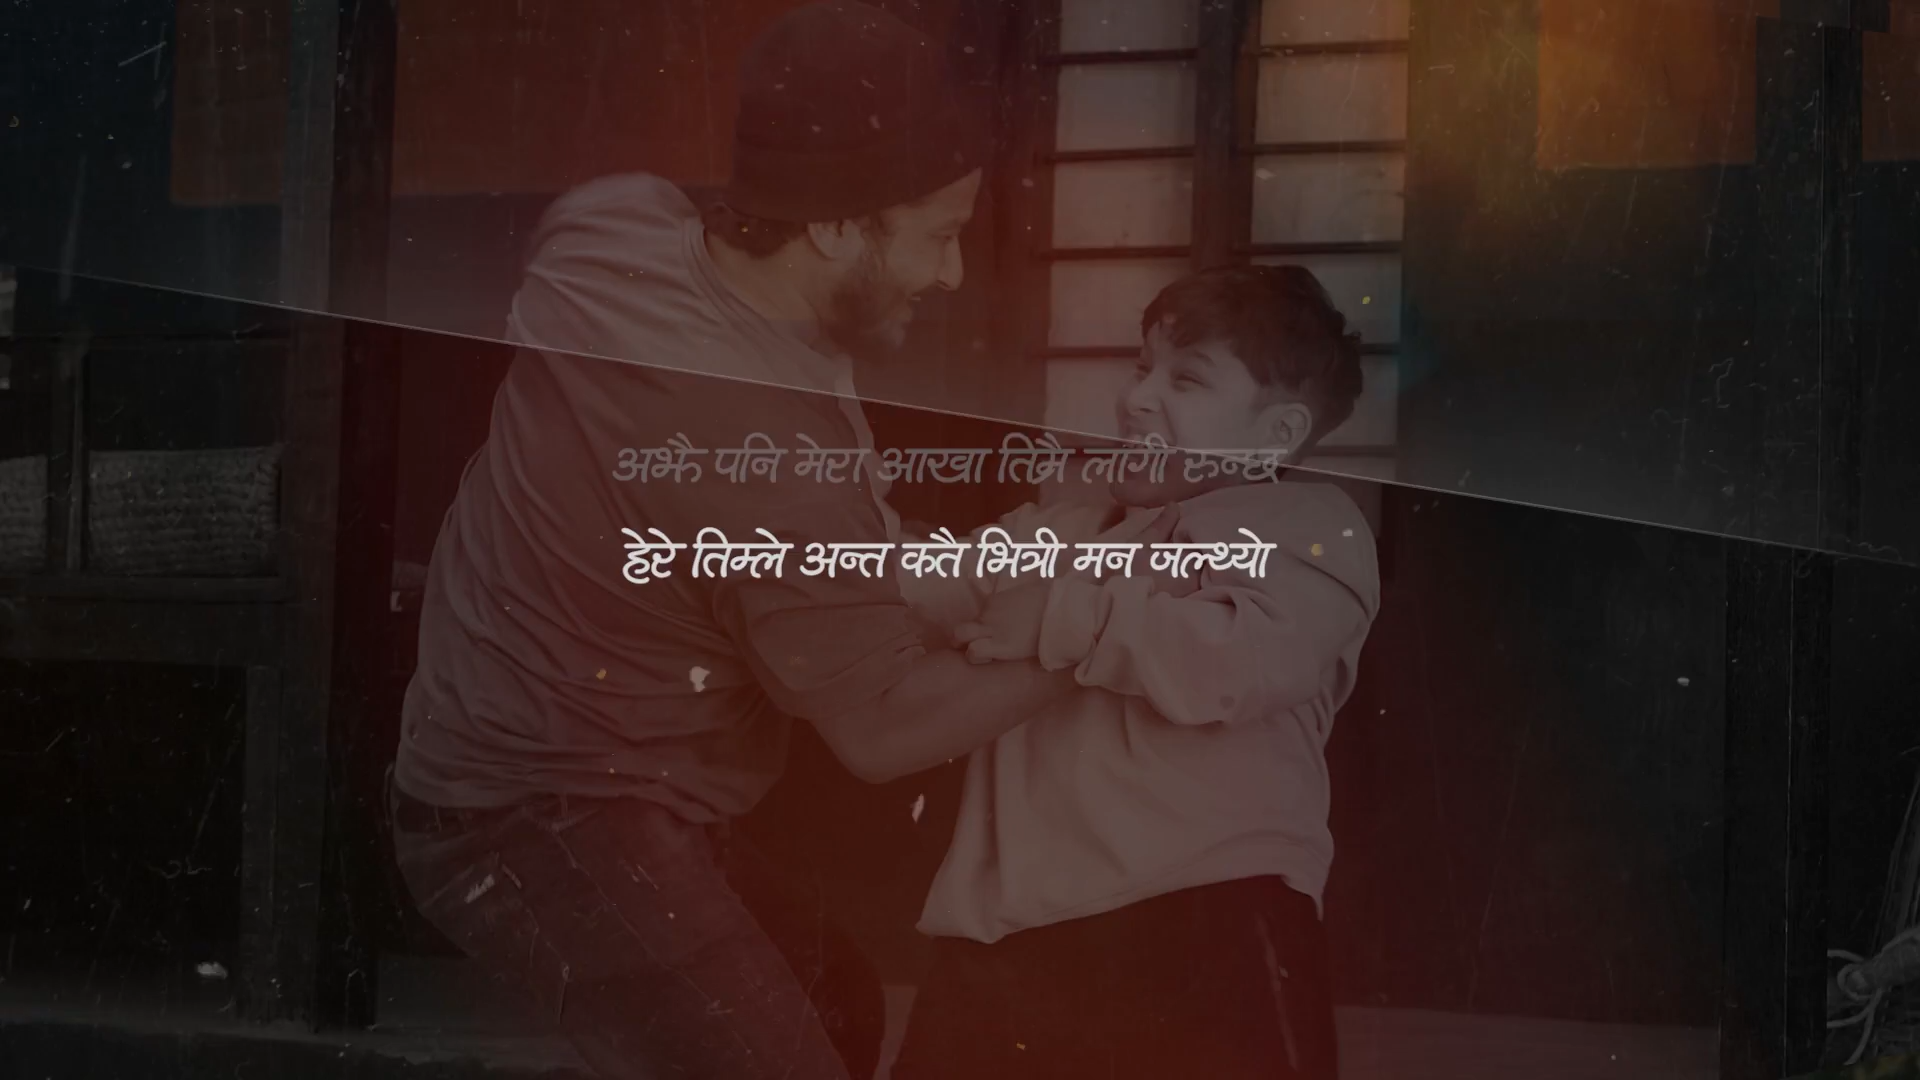 अझै पनि मेरा आखा तिम्रै लागी रुन्छ
हेरे तिम्ले अन्त कतै भित्री मन जल्थ्यो